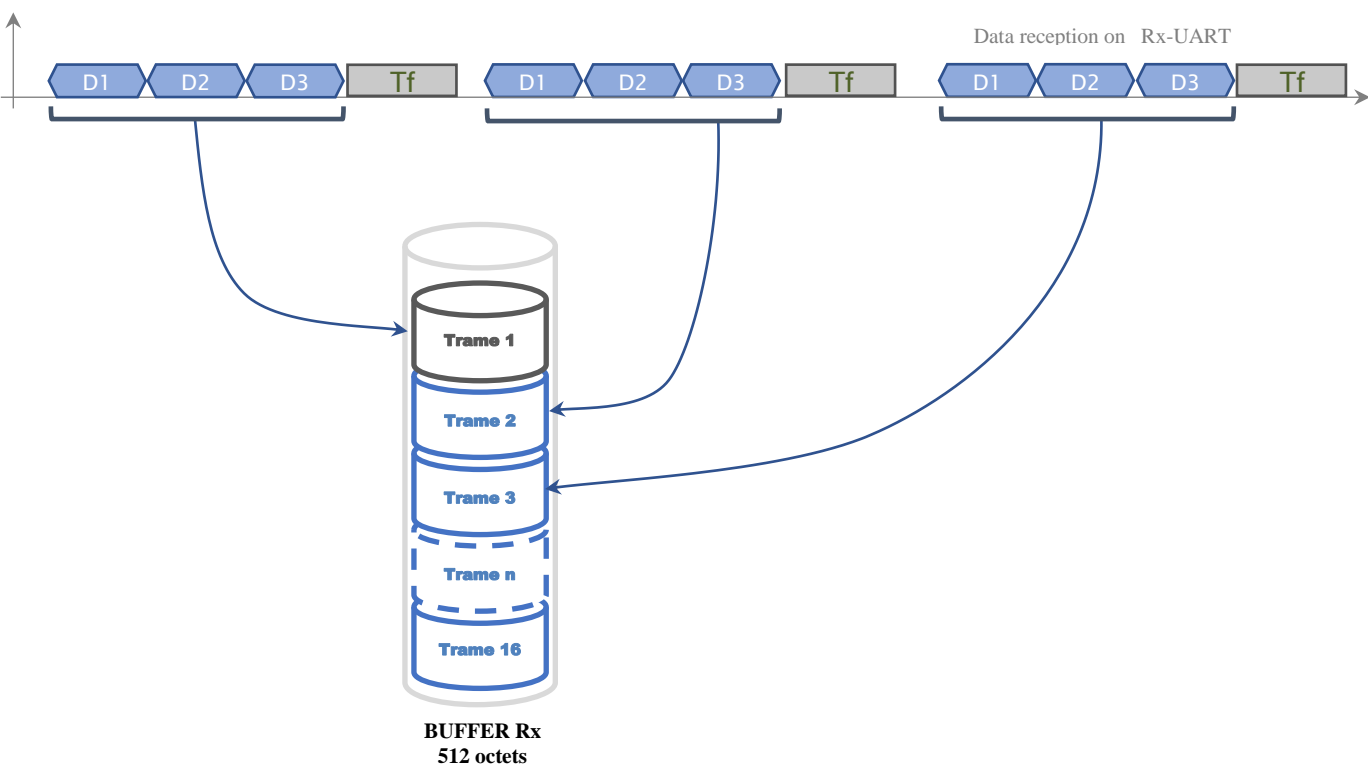 Data reception on Rx-UART
D1 D2 D3 Tf D1 D2 D3 Tf D1 D2 D3 Tf
Trame 1
Trame 2
Trame 3
Trame n
Trame 16
BUFFER Rx
512 octets